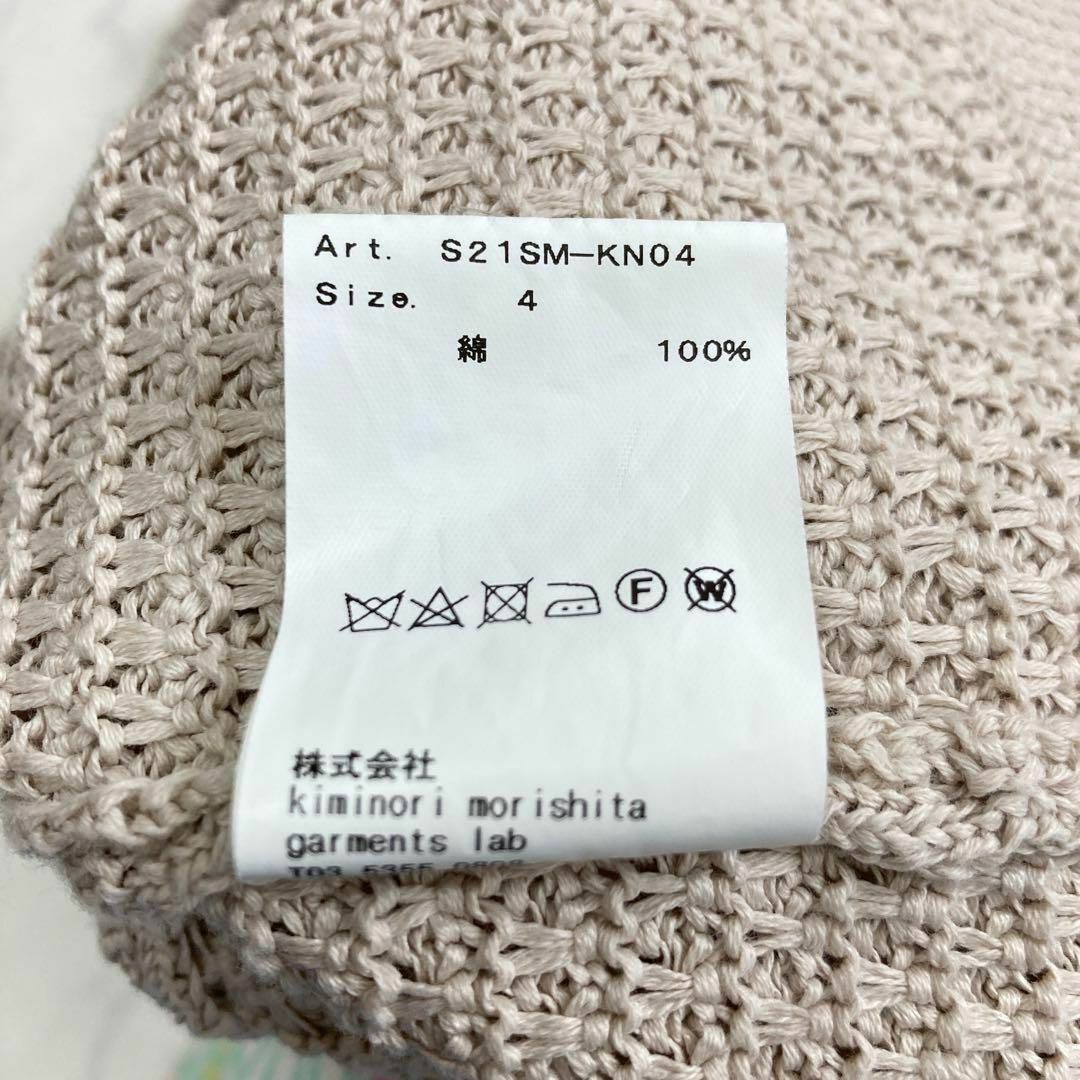 Art. S21SM-KN04
Size. 4
綿 100%
F W
株式会社
kiminori morishita
garments lab